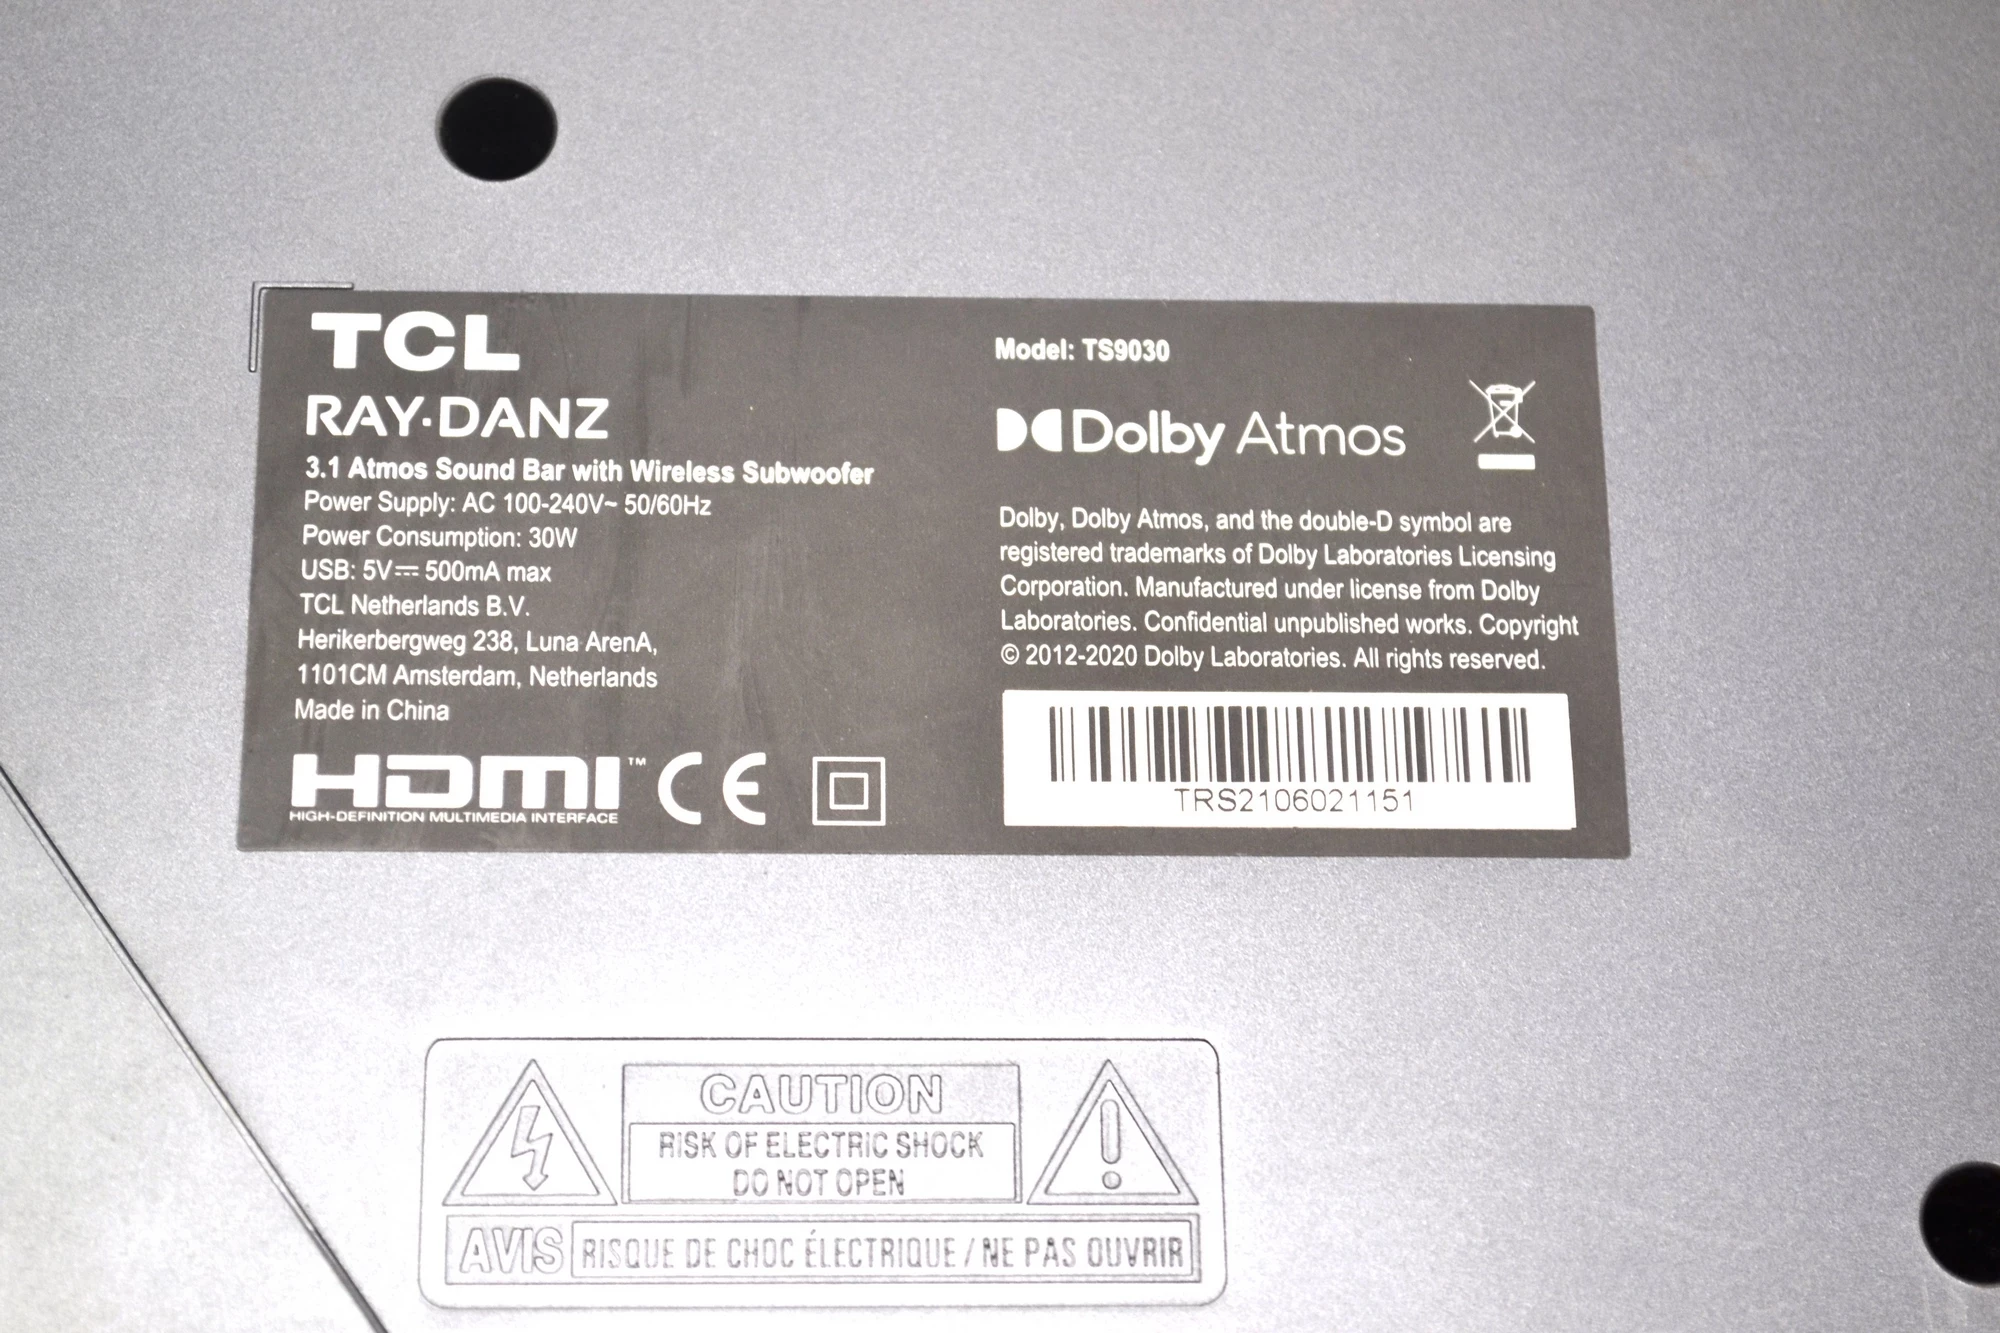 TCL
RAY·DANZ
3.1 Atmos Sound Bar with Wireless Subwoofer
Power Supply: AC 100-240V~ 50/60Hz
Power Consumption: 30W
USB: 5V⎓ 500mA max
TCL Netherlands B.V.
Herikerbergweg 238, Luna ArenA,
1101CM Amsterdam, Netherlands
Made in China
HDMI™
HIGH-DEFINITION MULTIMEDIA INTERFACE
CE
Model: TS9030
Dolby Atmos
Dolby, Dolby Atmos, and the double-D symbol are
registered trademarks of Dolby Laboratories Licensing
Corporation. Manufactured under license from Dolby
Laboratories. Confidential unpublished works. Copyright
© 2012-2020 Dolby Laboratories. All rights reserved.
TRS2106021151
CAUTION
RISK OF ELECTRIC SHOCK
DO NOT OPEN
AVIS
RISQUE DE CHOC ÉLECTRIQUE / NE PAS OUVRIR